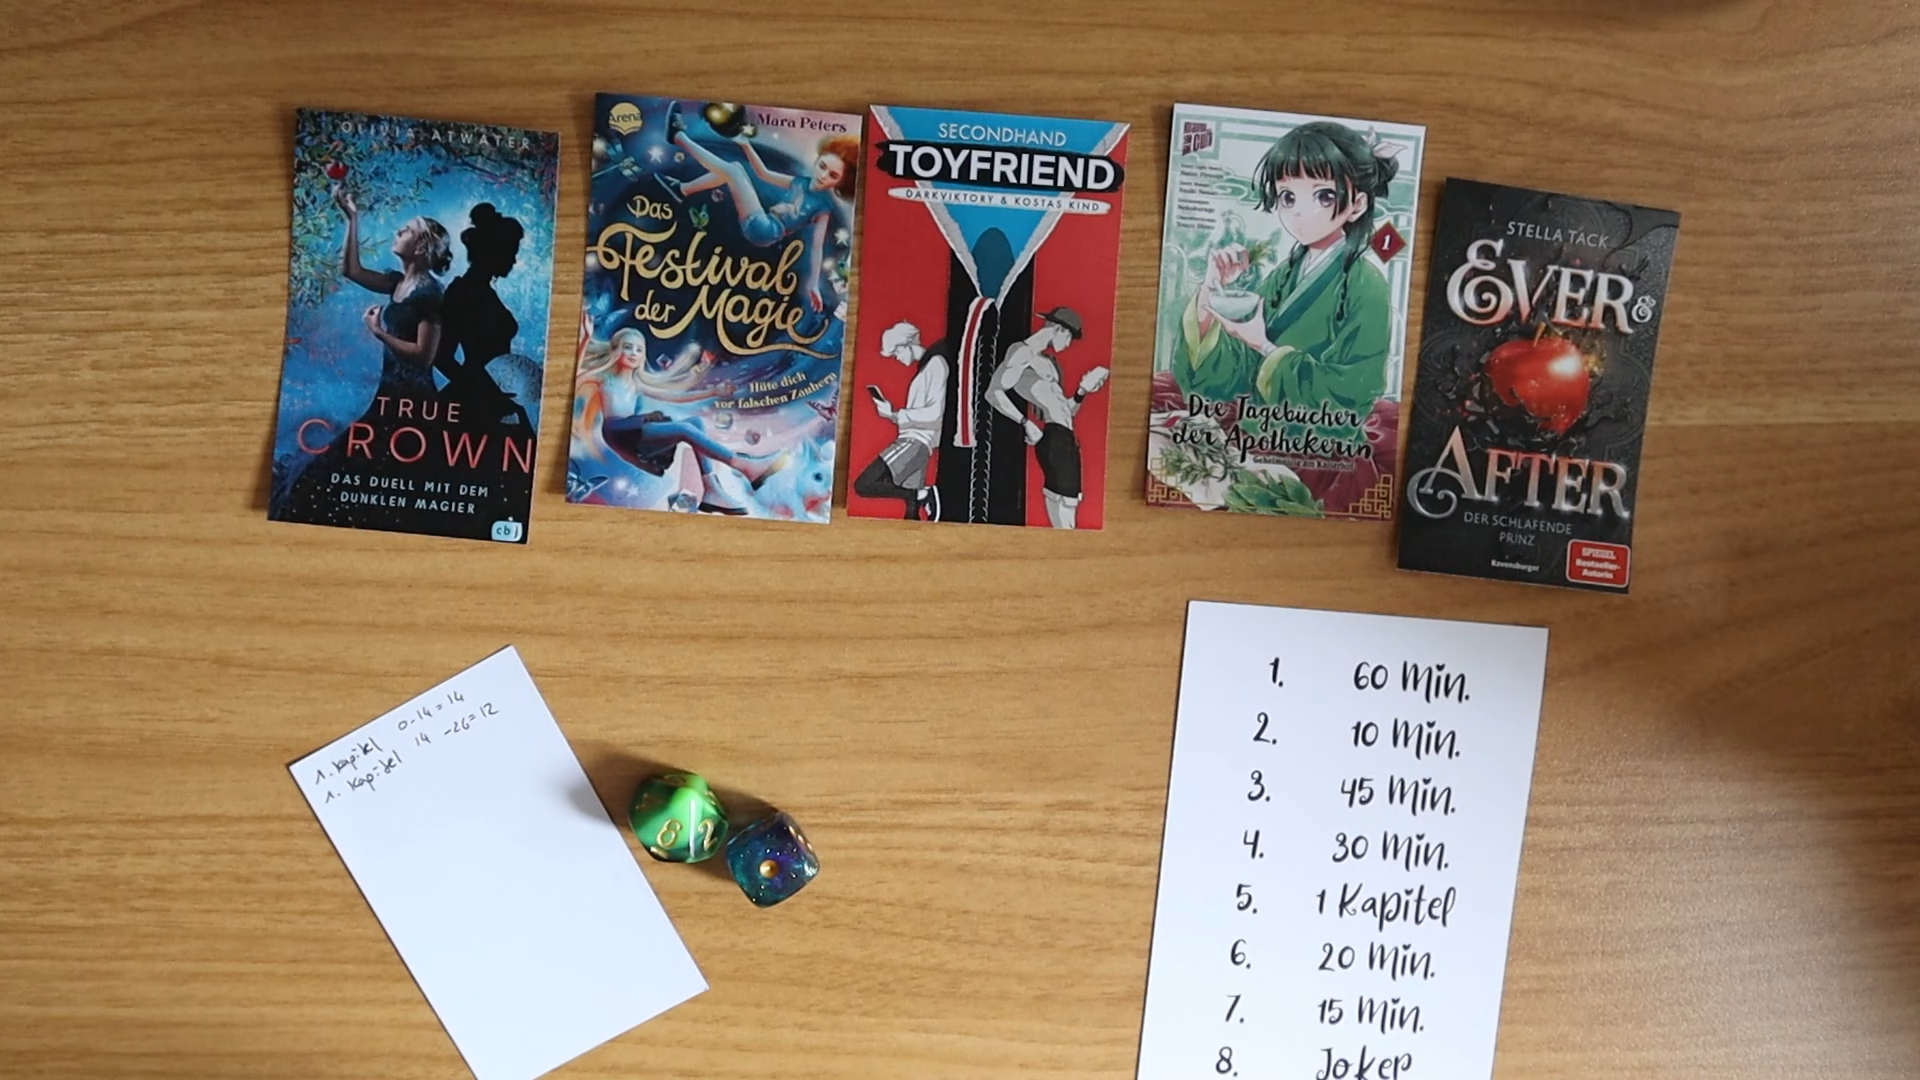 OLIVIA ATWATER
TRUE
CROWN
DAS DUELL MIT DEM
DUNKLEN MAGIER
cbj
Arena
Mara Peters
Das
Festival
der Magie
Hüte dich
vor falschen Zaubern
SECONDHAND
TOYFRIEND
DARKVIKTORY & KOSTAS KIND
1
Die Tagebücher
der Apothekerin
Geheimnisse am Kaiserhof
STELLA TACK
EVER &
AFTER
DER SCHLAFENDE
PRINZ
Ravensburger
SPIEGEL
Bestseller-
Autorin
1. Kapitel 0-14=14
1. Kapitel 14-26=12
8
1. 60 Min.
2. 10 Min.
3. 45 Min.
4. 30 Min.
5. 1 Kapitel
6. 20 Min.
7. 15 Min.
8. Joker